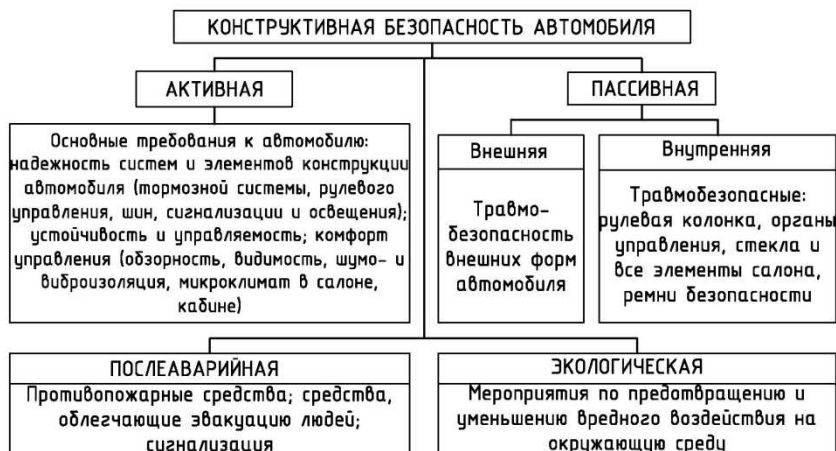 КОНСТРУКТИВНАЯ БЕЗОПАСНОСТЬ АВТОМОБИЛЯ
АКТИВНАЯ
Основные требования к автомобилю:
надежность систем и элементов конструкции
автомобиля (тормозной системы, рулевого
управления, шин, сигнализации и освещения);
устойчивость и управляемость; комфорт
управления (обзорность, видимость, шумо- и
виброизоляция, микроклимат в салоне,
кабине)
ПАССИВНАЯ
Внешняя
Травмо-
безопасность
внешних форм
автомобиля
Внутренняя
Травмобезопасные:
рулевая колонка, органы
управления, стекла и
все элементы салона,
ремни безопасности
ПОСЛЕАВАРИЙНАЯ
Противопожарные средства; средства,
облегчающие эвакуацию людей;
сигнализация
ЭКОЛОГИЧЕСКАЯ
Мероприятия по предотвращению и
уменьшению вредного воздействия на
окружающую среду